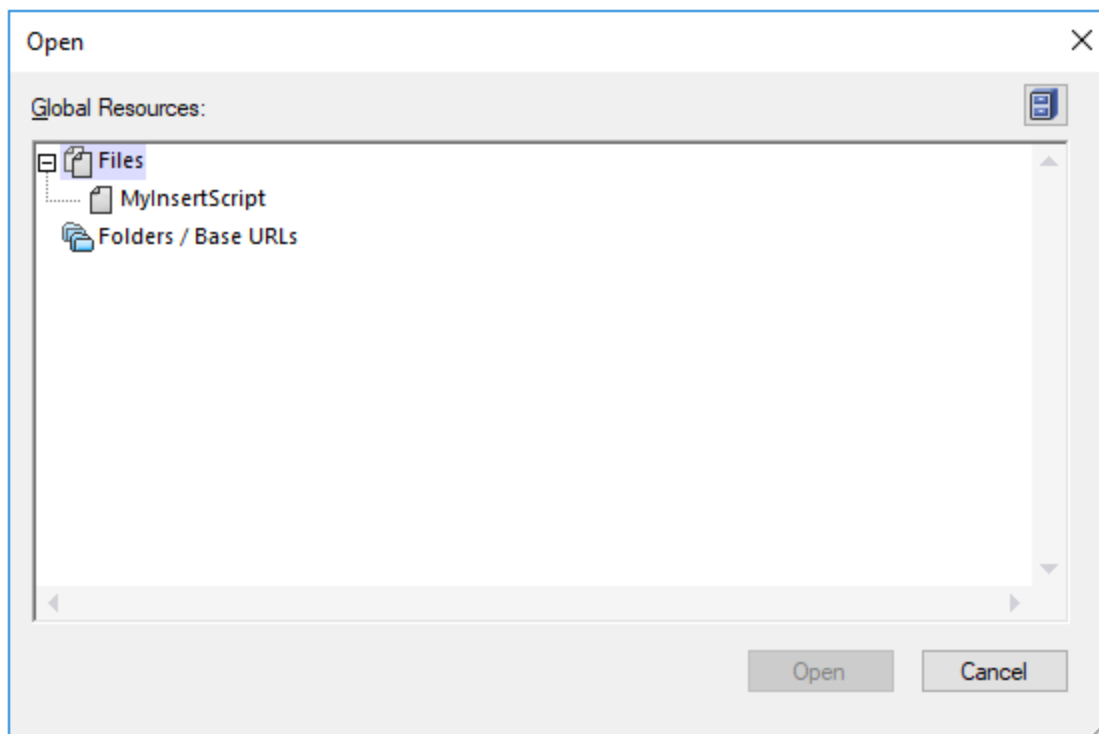 Open
Global Resources:
Files
MyInsertScript
Folders / Base URLs
Open Cancel